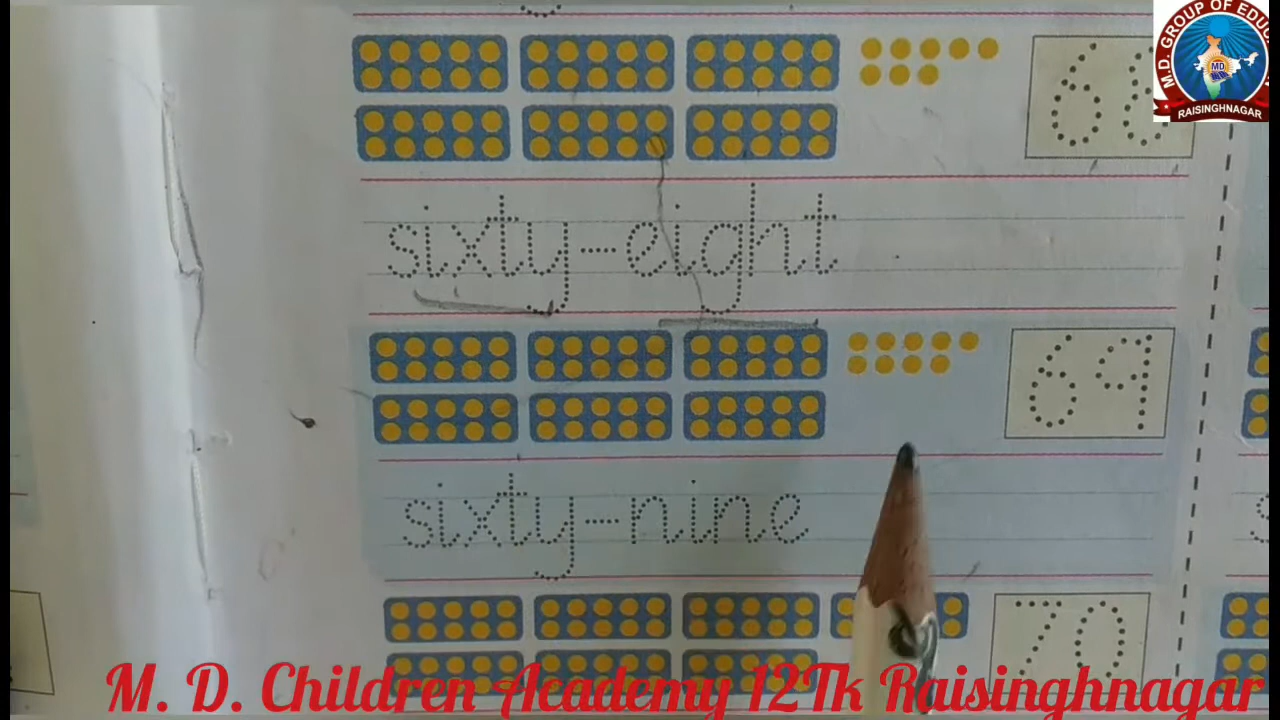 68
M.D. GROUP OF EDUC
MD
RAISINGHNAGAR
sixty-eight
69
sixty-nine
70
M. D. Children Academy 12Tk Raisinghnagar